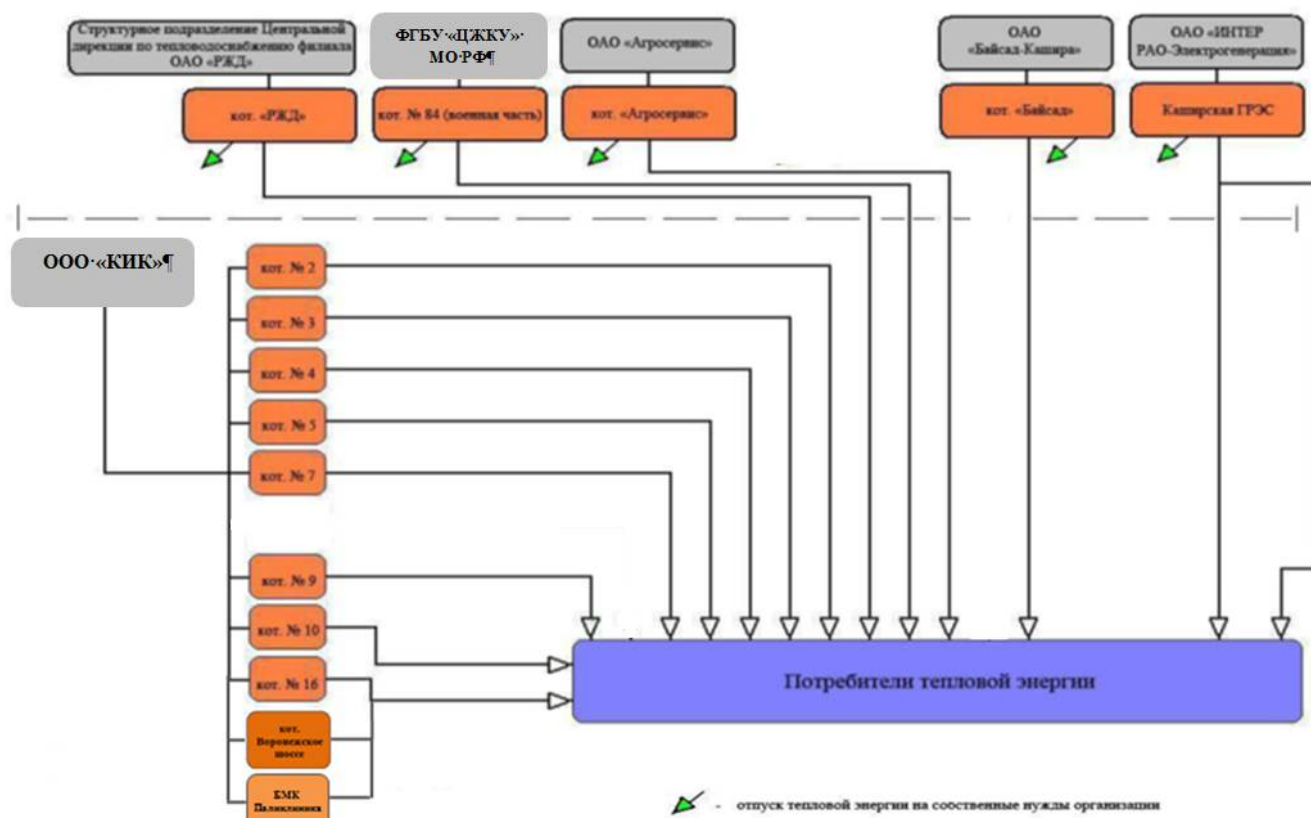 Структурное подразделение Центральной
дирекции по тепловодоснабжению филиала
ОАО «РЖД»
ФГБУ·«ЦЖКУ»·
МО·РФ¶
ОАО «Агросервис»
ОАО
«Байсад-Кашира»
ОАО «ИНТЕР
РАО-Электрогенерация»
кот. «РЖД»
кот. № 84 (военная часть)
кот. «Агросервис»
кот. «Байсад»
Каширская ГРЭС
ООО·«КИК»¶
кот. № 2
кот. № 3
кот. № 4
кот. № 5
кот. № 7
кот. № 9
кот. № 10
кот. № 16
кот.
Воронежское
шоссе
БМК
Поликлиника
Потребители тепловой энергии
- отпуск тепловой энергии на собственные нужды организации